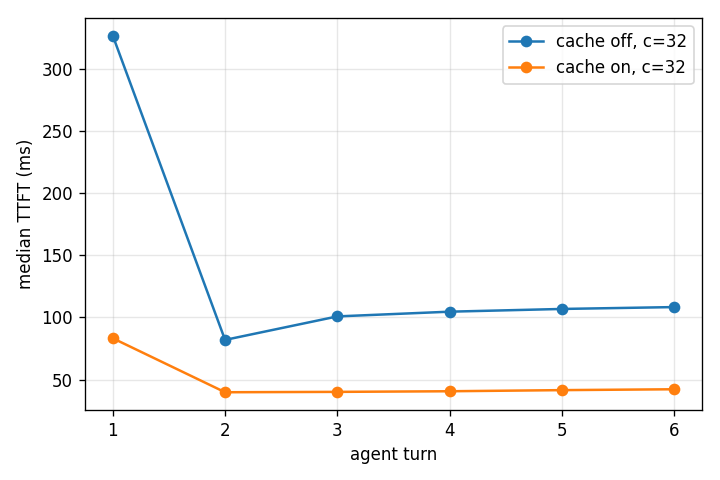 cache off, c=32
cache on, c=32
median TTFT (ms)
300
250
200
150
100
50
1 2 3 4 5 6
agent turn